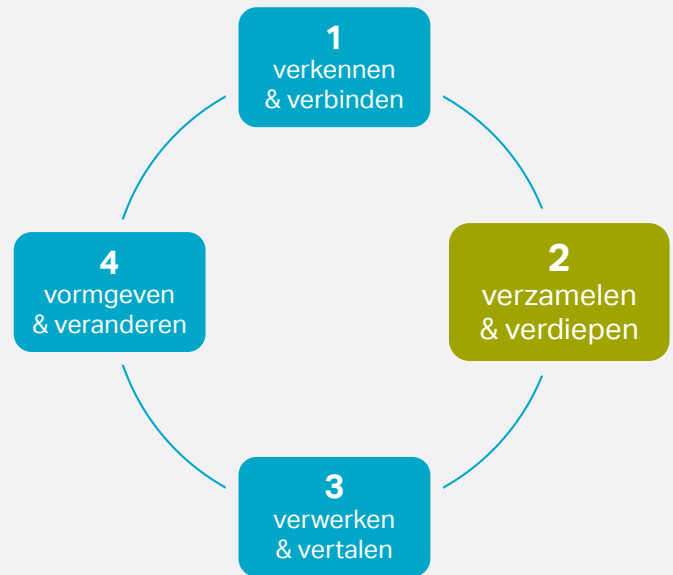 1
verkennen
& verbinden
2
verzamelen
& verdiepen
3
verwerken
& vertalen
4
vormgeven
& veranderen